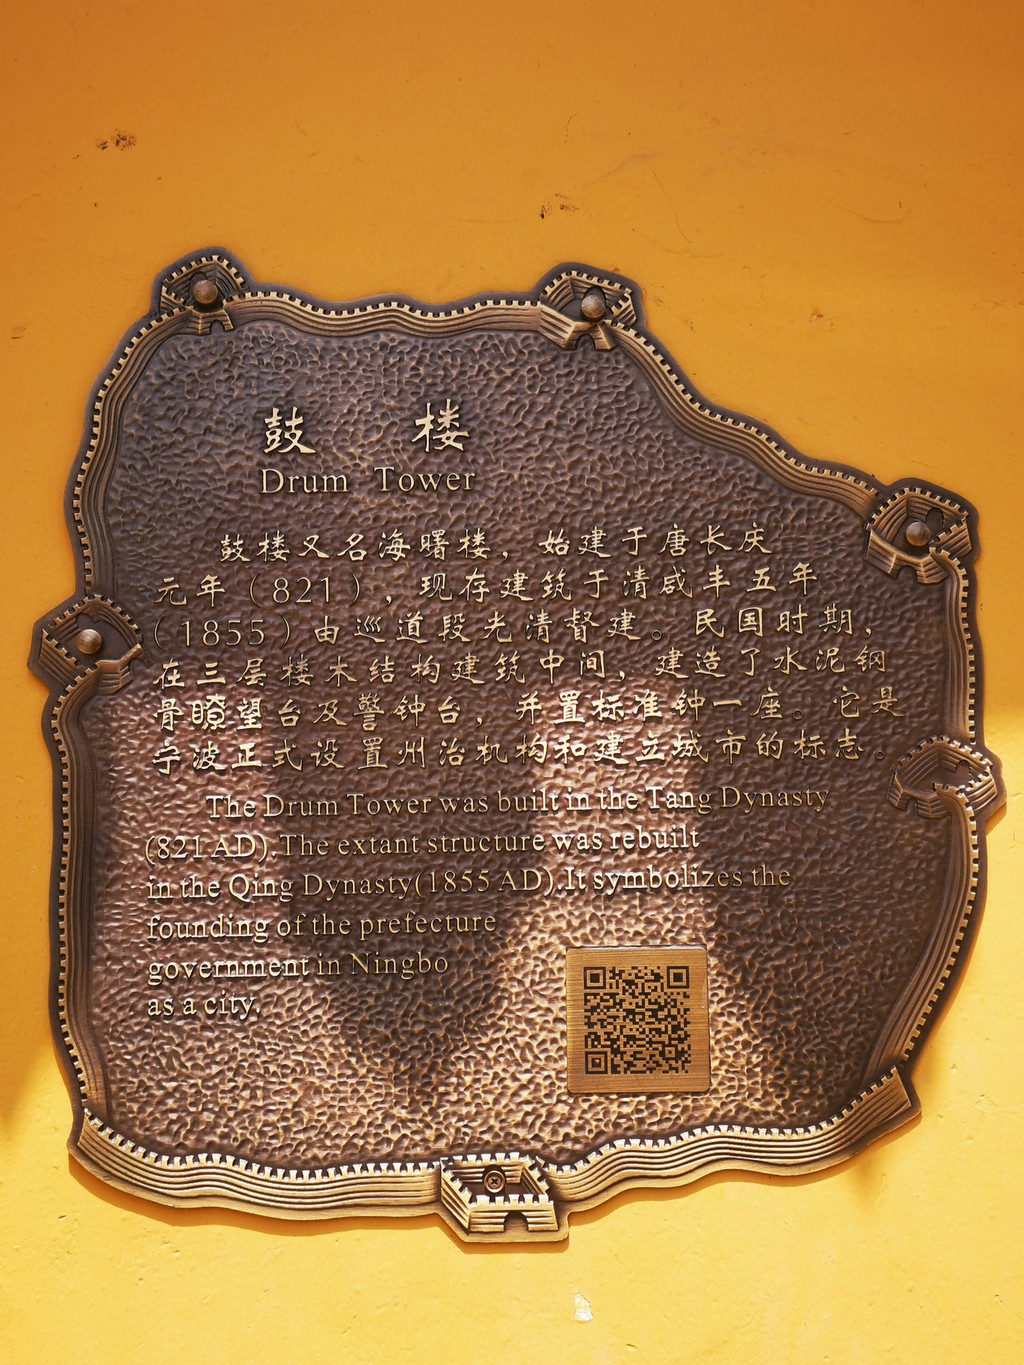 鼓 楼
Drum Tower
鼓楼又名海曙楼，始建于唐长庆
元年（821），现存建筑于清咸丰五年
（1855）由巡道段光清督建。民国时期，
在三层楼木结构建筑中间，建造了水泥钢
骨瞭望台及警钟台，并置标准钟一座。它是
宁波正式设置州治机构和建立城市的标志。
The Drum Tower was built in the Tang Dynasty
(821 AD).The extant structure was rebuilt
in the Qing Dynasty(1855 AD).It symbolizes the
founding of the prefecture
government in Ningbo
as a city.